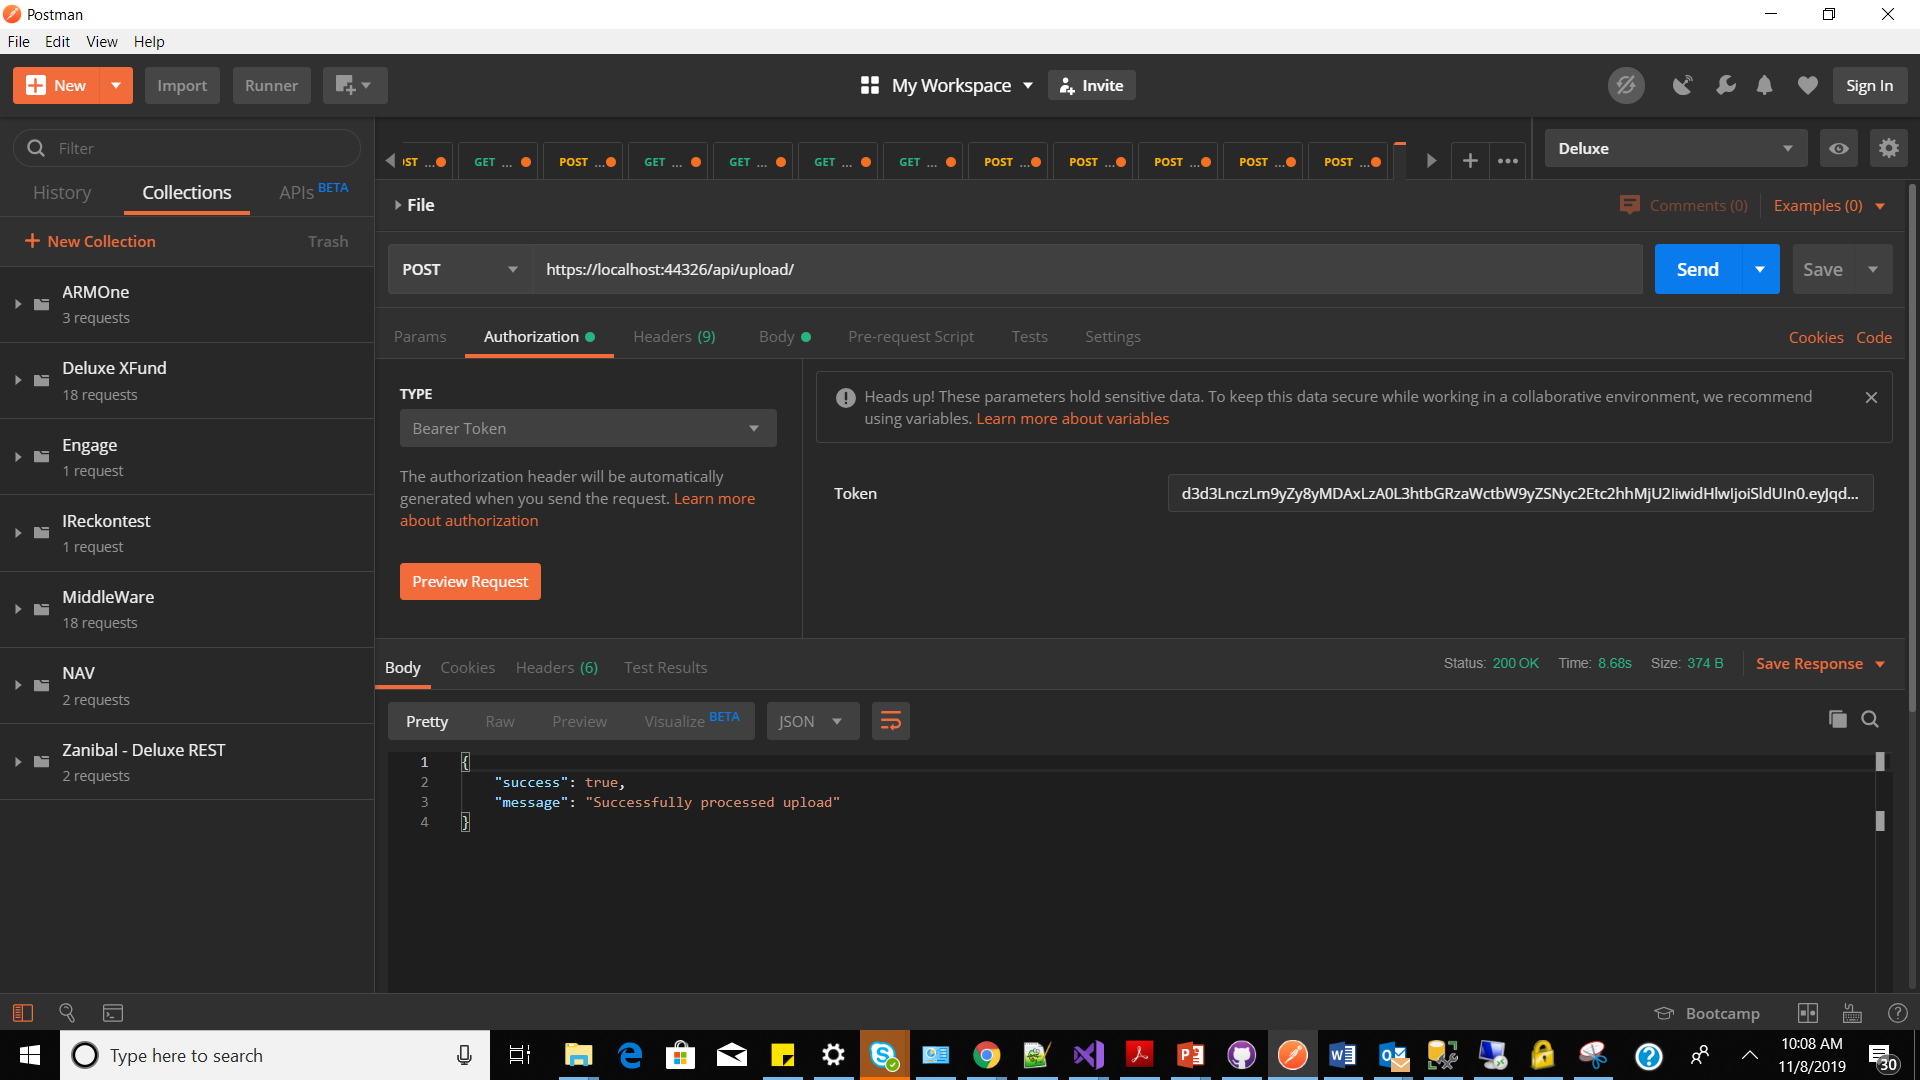 Postman
File Edit View Help
New Import Runner My Workspace Invite Sign In
Filter
History Collections APIs BETA
New Collection Trash
ARMOne
3 requests
Deluxe XFund
18 requests
Engage
1 request
IReckontest
1 request
MiddleWare
18 requests
NAV
2 requests
Zanibal - Deluxe REST
2 requests
GET ... POST ... GET ... GET ... GET ... GET ... POST ... POST ... POST ... POST ... POST ...
Deluxe
File
Comments (0) Examples (0)
POST https://localhost:44326/api/upload/ Send Save
Params Authorization Headers (9) Body Pre-request Script Tests Settings Cookies Code
TYPE
Bearer Token
The authorization header will be automatically
generated when you send the request. Learn more
about authorization
Preview Request
Heads up! These parameters hold sensitive data. To keep this data secure while working in a collaborative environment, we recommend
using variables. Learn more about variables
Token
Body Cookies Headers (6) Test Results Status: 200 OK Time: 8.68s Size: 374 B Save Response
Pretty Raw Preview Visualize BETA JSON
1 {
2 "success": true,
3 "message": "Successfully processed upload"
4 }
Bootcamp
Type here to search
10:08 AM
11/8/2019
30